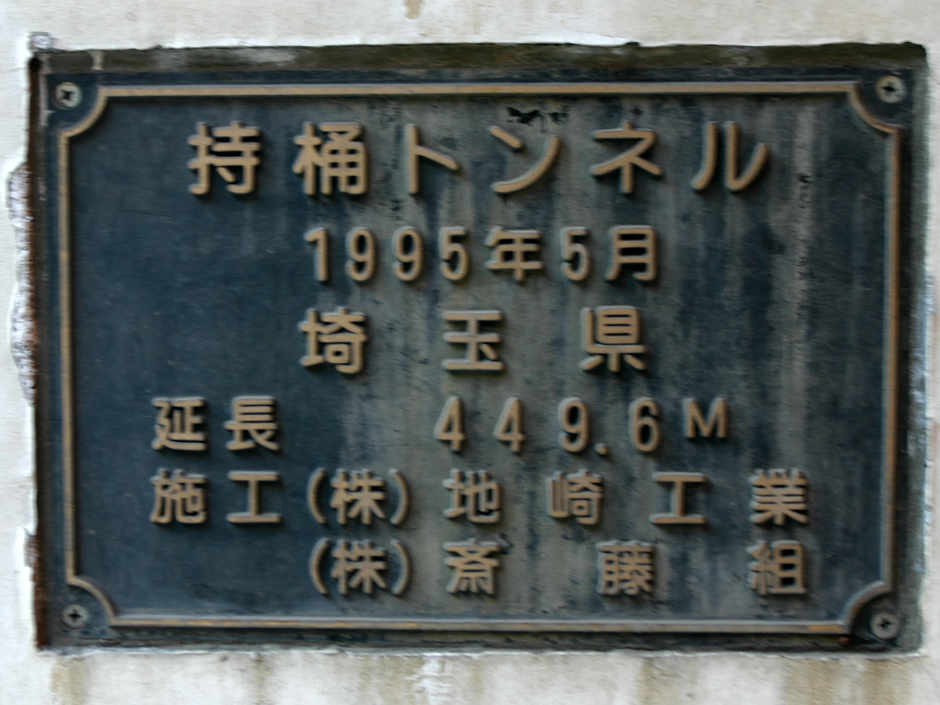 持桶トンネル
1995年5月
埼玉県
延長 449.6M
施工(株)地崎工業
(株)斎藤組